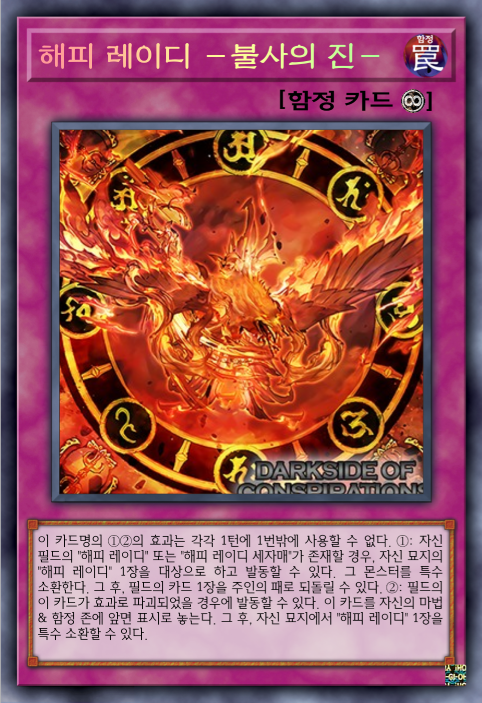 해피 레이디 －불사의 진－
함정
罠
[함정 카드 ]
DARKSIDE OF
CONSPIRATIONS
이 카드명의 ①②의 효과는 각각 1턴에 1번밖에 사용할 수 없다. ①: 자신
필드의 "해피 레이디" 또는 "해피 레이디 세자매"가 존재할 경우, 자신 묘지의
"해피 레이디" 1장을 대상으로 하고 발동할 수 있다. 그 몬스터를 특수
소환한다. 그 후, 필드의 카드 1장을 주인의 패로 되돌릴 수 있다. ②: 필드의
이 카드가 효과로 파괴되었을 경우에 발동할 수 있다. 이 카드를 자신의 마법
& 함정 존에 앞면 표시로 놓는다. 그 후, 자신 묘지에서 "해피 레이디" 1장을
특수 소환할 수 있다.